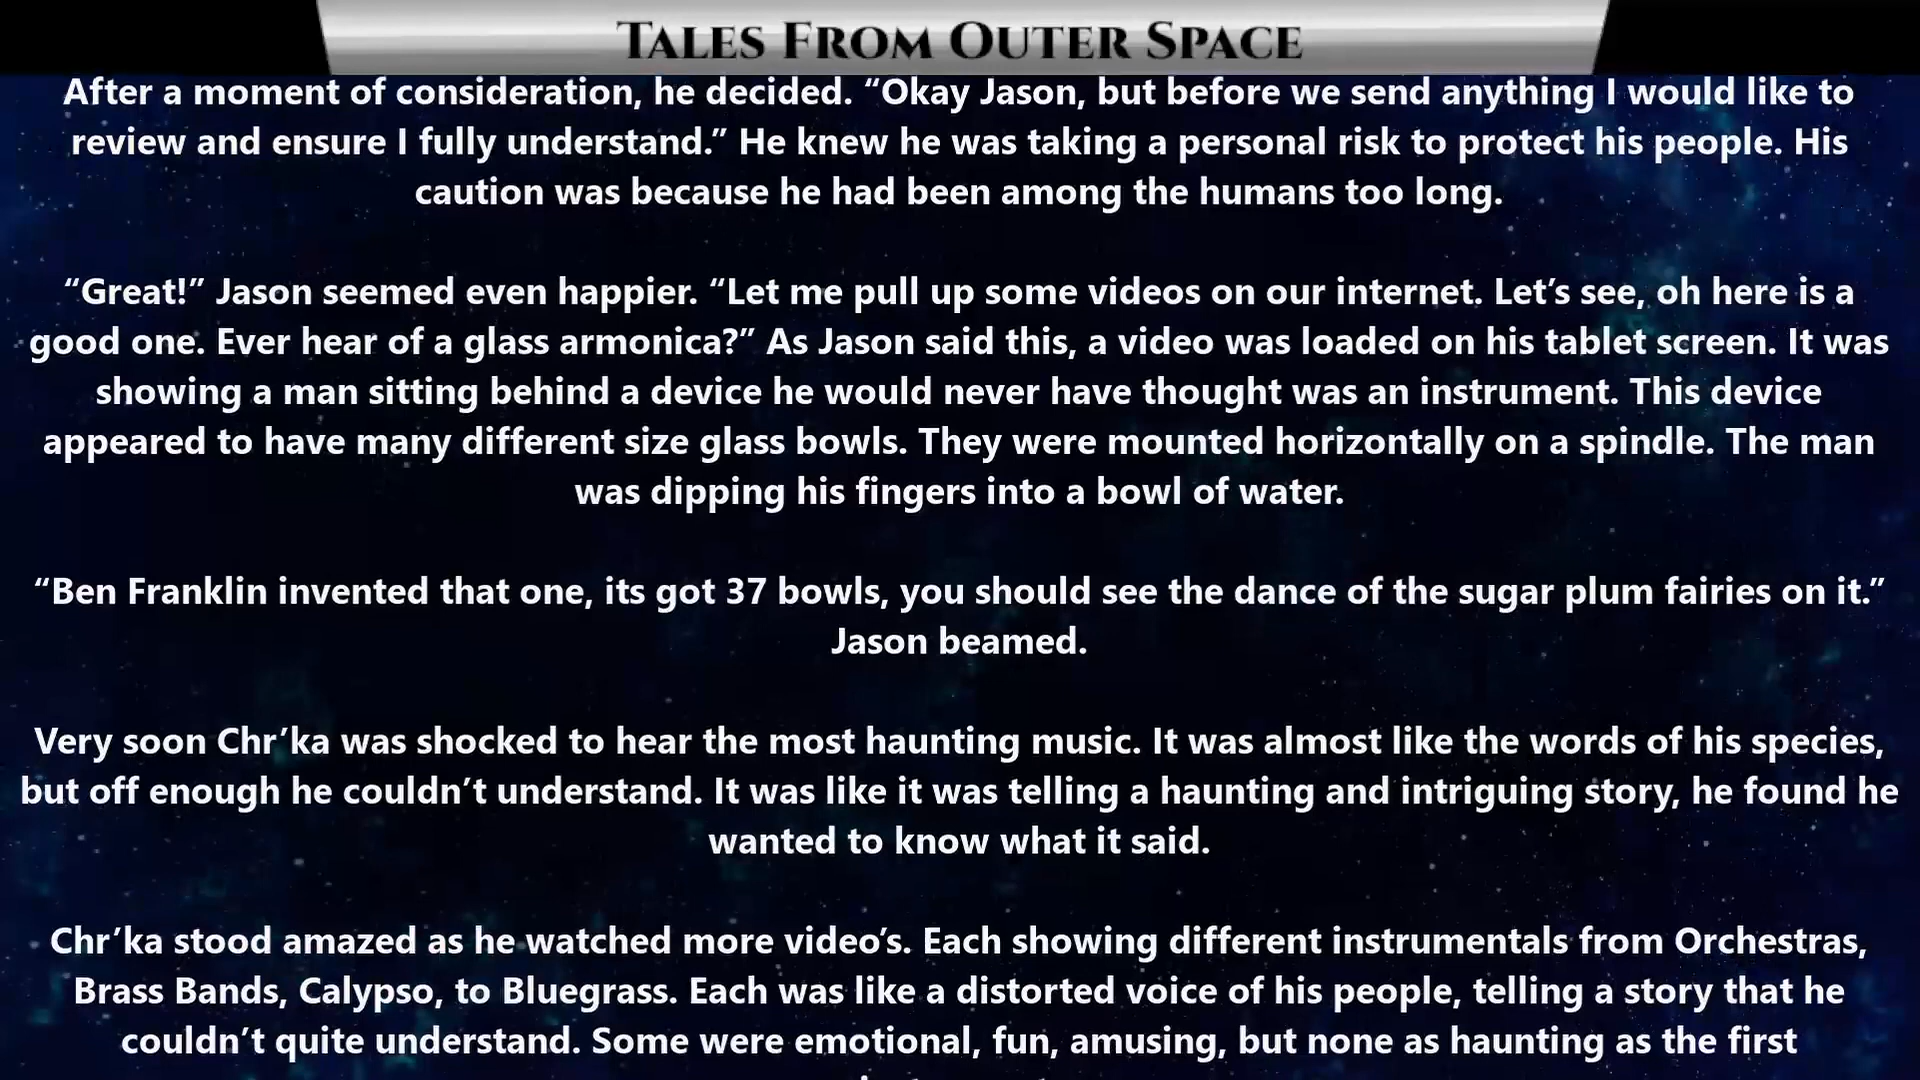 Tales From Outer Space
After a moment of consideration, he decided. “Okay Jason, but before we send anything I would like to
review and ensure I fully understand.” He knew he was taking a personal risk to protect his people. His
caution was because he had been among the humans too long.
“Great!” Jason seemed even happier. “Let me pull up some videos on our internet. Let’s see, oh here is a
good one. Ever hear of a glass armonica?” As Jason said this, a video was loaded on his tablet screen. It was
showing a man sitting behind a device he would never have thought was an instrument. This device
appeared to have many different size glass bowls. They were mounted horizontally on a spindle. The man
was dipping his fingers into a bowl of water.
“Ben Franklin invented that one, its got 37 bowls, you should see the dance of the sugar plum fairies on it.”
Jason beamed.
Very soon Chr’ka was shocked to hear the most haunting music. It was almost like the words of his species,
but off enough he couldn’t understand. It was like it was telling a haunting and intriguing story, he found he
wanted to know what it said.
Chr’ka stood amazed as he watched more video’s. Each showing different instrumentals from Orchestras,
Brass Bands, Calypso, to Bluegrass. Each was like a distorted voice of his people, telling a story that he
couldn’t quite understand. Some were emotional, fun, amusing, but none as haunting as the first